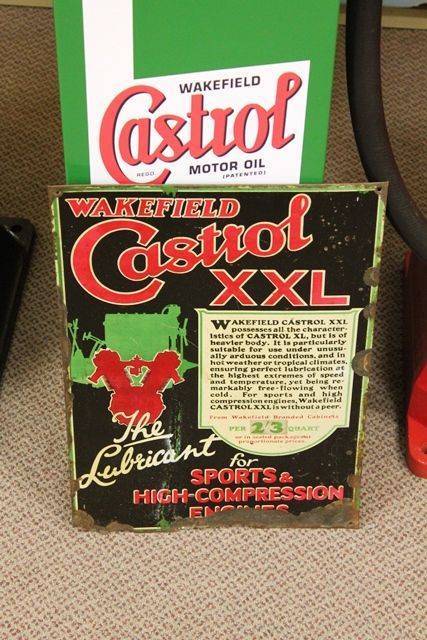 WAKEFIELD
Castrol
REGD.
MOTOR OIL
(PATENTED)
WAKEFIELD
Castrol
XXL
WAKEFIELD CASTROL XXL
possesses all the character-
istics of CASTROL XL, but is of
heavier body. It is particularly
suitable for use under unusu-
ally arduous conditions, and in
hot weather or tropical climates,
ensuring perfect lubrication at
the highest extremes of speed
and temperature, yet being re-
markably free-flowing when
cold. For sports and high
compression engines, Wakefield
CASTROL XXL is without a peer.
From Wakefield Branded Cabinets
PER 2'/3 QUART
or in sealed packages at
proportionate prices.
The
Lubricant for
SPORTS &
HIGH-COMPRESSION
ENGINES